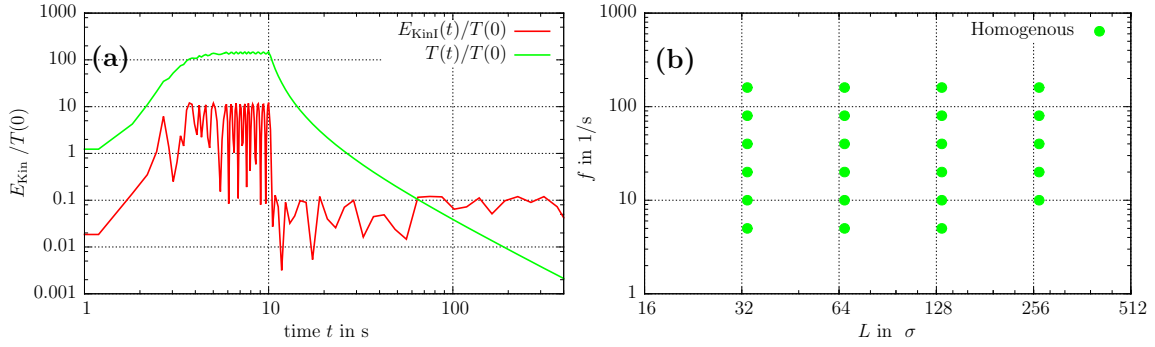 (a)
E_KinI(t)/T(0)
T(t)/T(0)
1000
100
10
1
0.1
0.01
0.001
E_Kin/T(0)
1 10 100
time t in s
(b)
Homogenous
1000
100
10
1
f in 1/s
16 32 64 128 256 512
L in σ